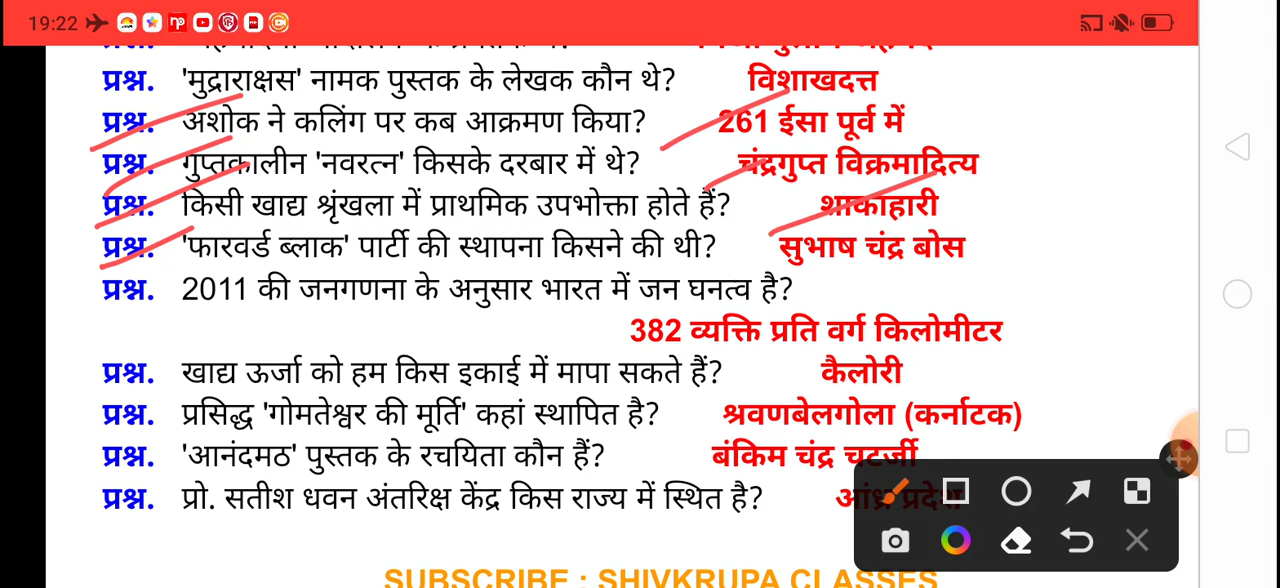 19:22
प्रश्न. 'मुद्राराक्षस' नामक पुस्तक के लेखक कौन थे? विशाखदत्त
प्रश्न. अशोक ने कलिंग पर कब आक्रमण किया? 261 ईसा पूर्व में
प्रश्न. गुप्तकालीन 'नवरत्न' किसके दरबार में थे? चंद्रगुप्त विक्रमादित्य
प्रश्न. किसी खाद्य श्रृंखला में प्राथमिक उपभोक्ता होते हैं? शाकाहारी
प्रश्न. 'फारवर्ड ब्लाक' पार्टी की स्थापना किसने की थी? सुभाष चंद्र बोस
प्रश्न. 2011 की जनगणना के अनुसार भारत में जन घनत्व है?
382 व्यक्ति प्रति वर्ग किलोमीटर
प्रश्न. खाद्य ऊर्जा को हम किस इकाई में मापा सकते हैं? कैलोरी
प्रश्न. प्रसिद्ध 'गोमतेश्वर की मूर्ति' कहां स्थापित है? श्रवणबेलगोला (कर्नाटक)
प्रश्न. 'आनंदमठ' पुस्तक के रचयिता कौन हैं? बंकिम चंद्र चटर्जी
प्रश्न. प्रो. सतीश धवन अंतरिक्ष केंद्र किस राज्य में स्थित है? आंध्र प्रदेश
SUBSCRIBE : SHIVKRUPA CLASSES